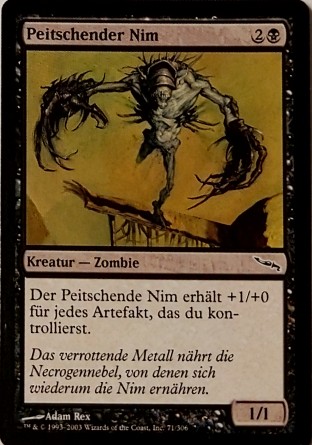 Peitschender Nim 2
Kreatur — Zombie
Der Peitschende Nim erhält +1/+0
für jedes Artefakt, das du kon-
trollierst.
Das verrottende Metall nährt die
Necrogennebel, von denen sich
wiederum die Nim ernähren.
Adam Rex
™ & © 1993-2003 Wizards of the Coast, Inc. 71/306
1/1